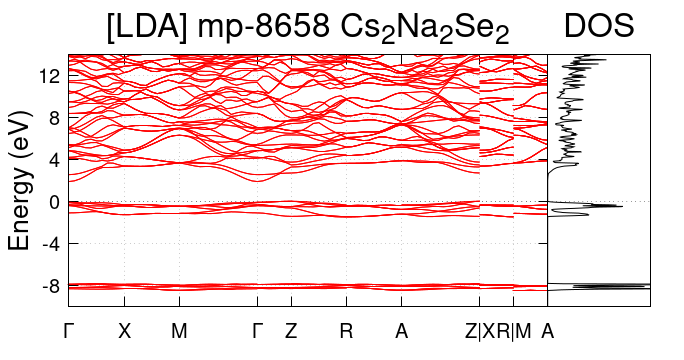 [LDA] mp-8658 Cs₂Na₂Se₂ DOS
Energy (eV)
12
8
4
0
-4
-8
Γ X M Γ Z R A Z|XR|M A